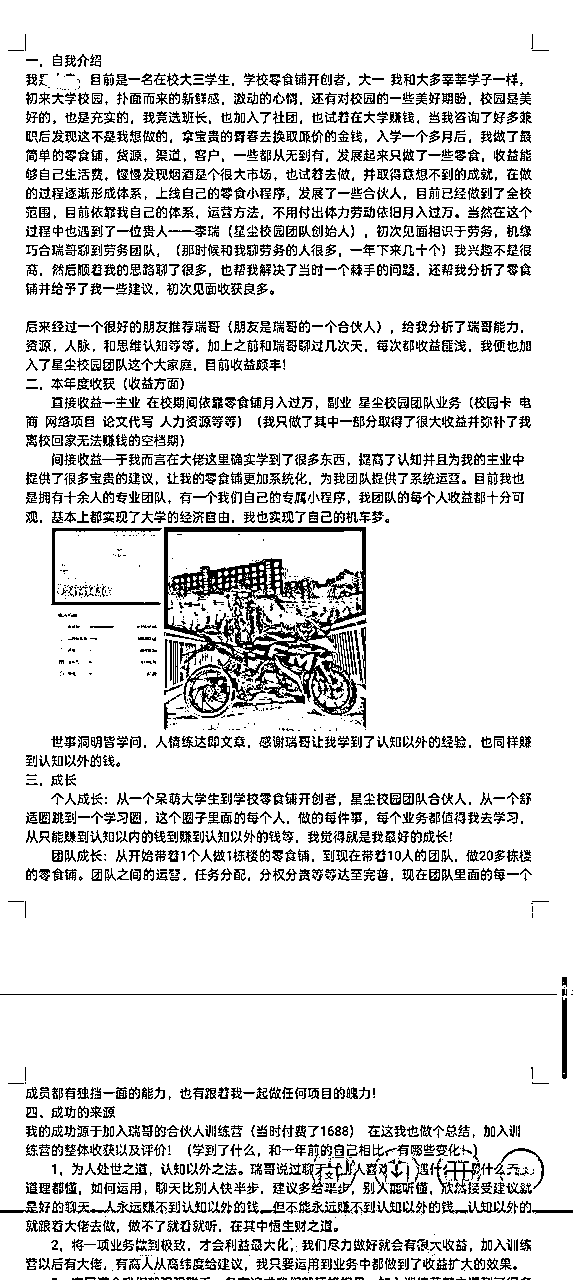 一、自我介绍
我是 目前是一名在校大三学生，学校零食铺开创者，大一 我和大多莘莘学子一样，
初来大学校园，扑面而来的新鲜感，激动的心情，还有对校园的一些美好期盼，校园是美
好的，也是充实的，我竞选班长，也加入了社团，也试着在大学赚钱，当我咨询了好多兼
职后发现这不是我想做的，拿宝贵的青春去换取廉价的金钱，入学一个多月后，我做了最
简单的零食铺，货源，渠道，客户，一些都从无到有，发展起来只做了一些零食，收益能
够自己生活费，慢慢发现烟酒是个很大市场，也试着去做，并取得意想不到的成就，在做
的过程逐渐形成体系，上线自己的零食小程序，发展了一些合伙人，目前已经做到了全校
范围，目前依靠我自己的体系，运营方法，不用付出体力劳动依旧月入过万。当然在这个
过程中也遇到了一位贵人——李瑞（星尘校园团队创始人），初次见面相识于劳务，机缘
巧合瑞哥聊到劳务团队，（那时候和我聊劳务的人很多，一年下来几十个）我兴趣不是很
高，然后顺着我的思路聊了很多，也帮我解决了当时一个棘手的问题，还帮我分析了零食
铺并给予了我一些建议，初次见面收获良多。
后来经过一个很好的朋友推荐瑞哥（朋友是瑞哥的一个合伙人），给我分析了瑞哥能力，
资源，人脉，和思维认知等等，加上之前和瑞哥聊过几次天，每次都收益匪浅，我便也加
入了星尘校园团队这个大家庭，目前收益颇丰！
二、本年度收获（收益方面）
直接收益—主业 在校期间依靠零食铺月入过万，副业 星尘校园团队业务（校园卡 电
商 网络项目 论文代写 人力资源等等）（我只做了其中一部分取得了很大收益并弥补了我
离校回家无法赚钱的空档期）
间接收益—于我而言在大佬这里确实学到了很多东西，提高了认知并且为我的主业中
提供了很多宝贵的建议，让我的零食铺更加系统化，为我团队提供了系统运营。目前我也
是拥有十余人的专业团队，有一个我们自己的专属小程序，我团队的每个人收益都十分可
观，基本上都实现了大学的经济自由，我也实现了自己的机车梦。
世事洞明皆学问，人情练达即文章，感谢瑞哥让我学到了认知以外的经验，也同样赚
到认知以外的钱。
三、成长
个人成长：从一个呆萌大学生到学校零食铺开创者，星尘校园团队合伙人，从一个舒
适圈跳到一个学习圈，这个圈子里面的每个人，做的每件事，每个业务都值得我去学习，
从只能赚到认知以内的钱到赚到认知以外的钱等，我觉得就是我最好的成长！
团队成长：从开始带着1个人做1栋楼的零食铺，到现在带着10人的团队，做20多栋楼
的零食铺。团队之间的运营，任务分配，分权分责等等达至完善，现在团队里面的每一个
成员都有独挡一面的能力，也有跟着我一起做任何项目的魄力！
四、成功的来源
我的成功源于加入瑞哥的合伙人训练营（当时付费了1688） 在这我也做个总结，加入训
练营的整体收获以及评价！（学到了什么，和一年前的自己相比，有哪些变化！）
1，为人处世之道，认知以外之法。瑞哥说过聊天
道理都懂，如何运用，聊天比别人快半步，建议多给半步，别人能听懂，欣然接受建议就
是好的聊天。人永远赚不到认知以外的钱，但不能永远赚不到认知以外的钱，认知以外的
就跟着大佬去做，做不了就看就听，在其中悟生财之道。
2，将一项业务做到极致，才会利益最大化，我们尽力做好就会有很大收益，加入训练
营以后有大佬，有高人从高纬度给建议，我只要运用到业务中都做到了收益扩大的效果。